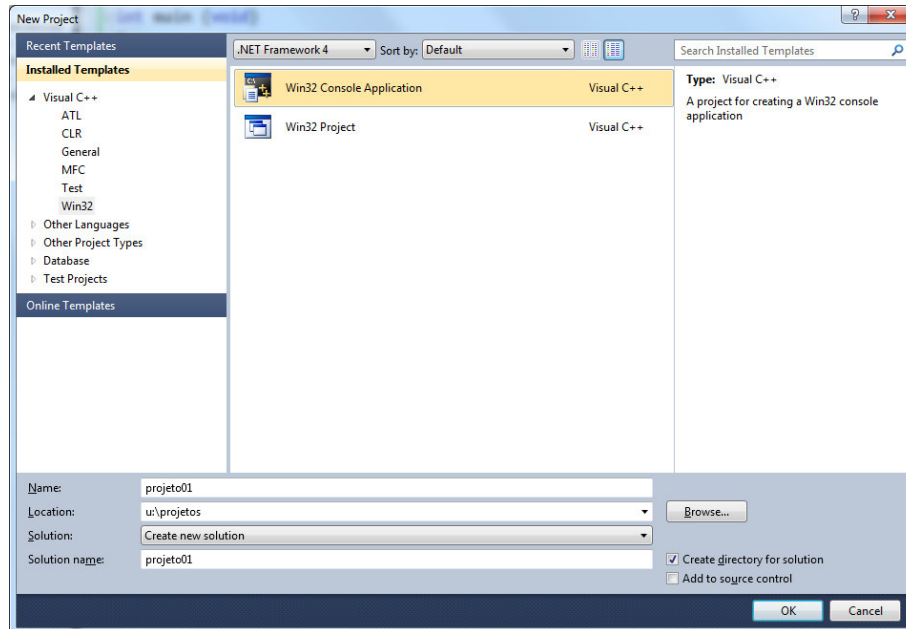 int main (void)
New Project
Recent Templates
Installed Templates
Visual C++
ATL
CLR
General
MFC
Test
Win32
Other Languages
Other Project Types
Database
Test Projects
Online Templates
.NET Framework 4 Sort by: Default
Win32 Console Application Visual C++
Win32 Project Visual C++
Search Installed Templates
Type: Visual C++
A project for creating a Win32 console
application
Name: projeto01
Location: u:\projetos Browse...
Solution: Create new solution
Solution name: projeto01
Create directory for solution
Add to source control
OK Cancel